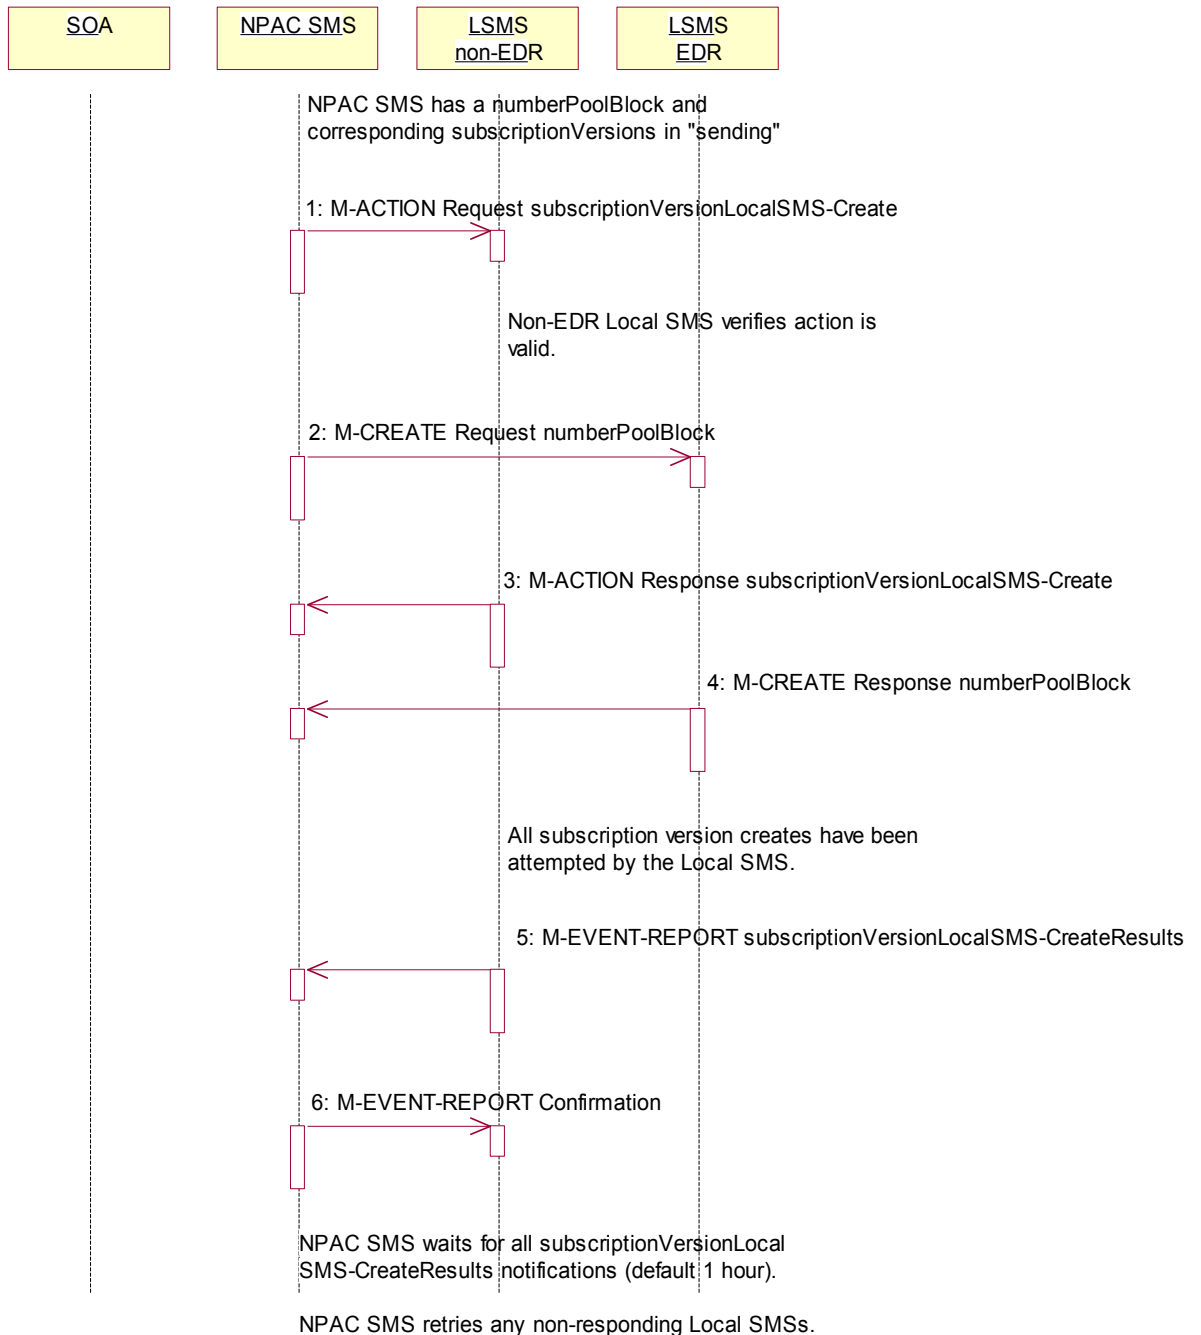 SOA
NPAC SMS
LSMS
non-EDR
LSMS
EDR
NPAC SMS has a numberPoolBlock and
corresponding subscriptionVersions in "sending"
1: M-ACTION Request subscriptionVersionLocalSMS-Create
Non-EDR Local SMS verifies action is
valid.
2: M-CREATE Request numberPoolBlock
3: M-ACTION Response subscriptionVersionLocalSMS-Create
4: M-CREATE Response numberPoolBlock
All subscription version creates have been
attempted by the Local SMS.
5: M-EVENT-REPORT subscriptionVersionLocalSMS-CreateResults
6: M-EVENT-REPORT Confirmation
NPAC SMS waits for all subscriptionVersionLocal
SMS-CreateResults notifications (default 1 hour).
NPAC SMS retries any non-responding Local SMSs.